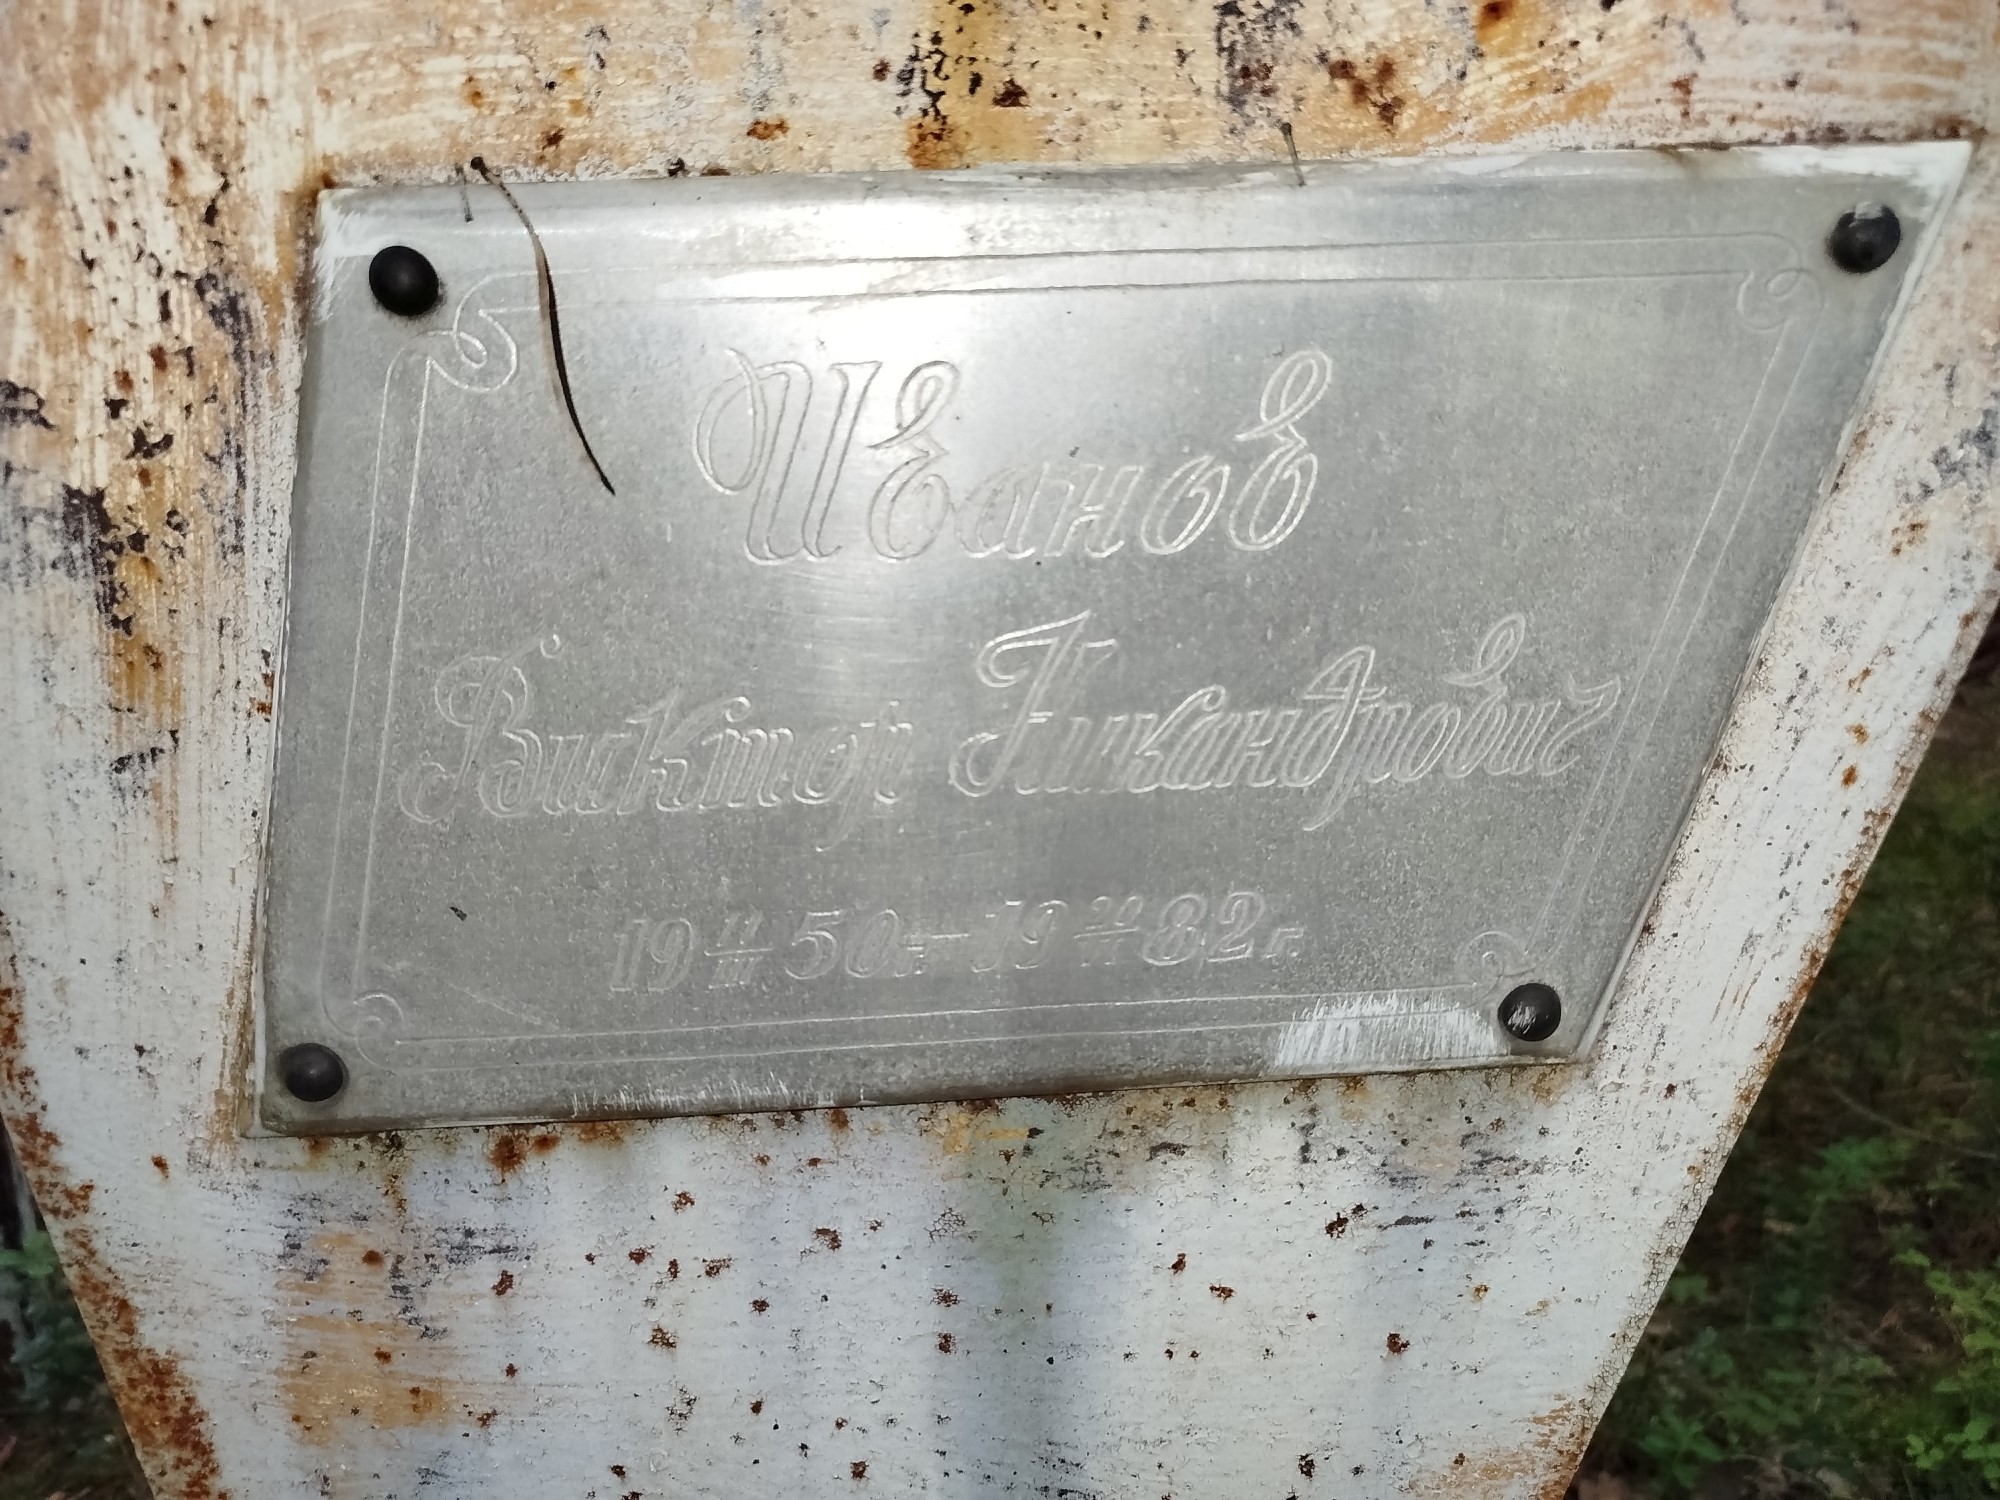 Иванов
Виктор Никандрович
19 50 г. — 19 82 г.